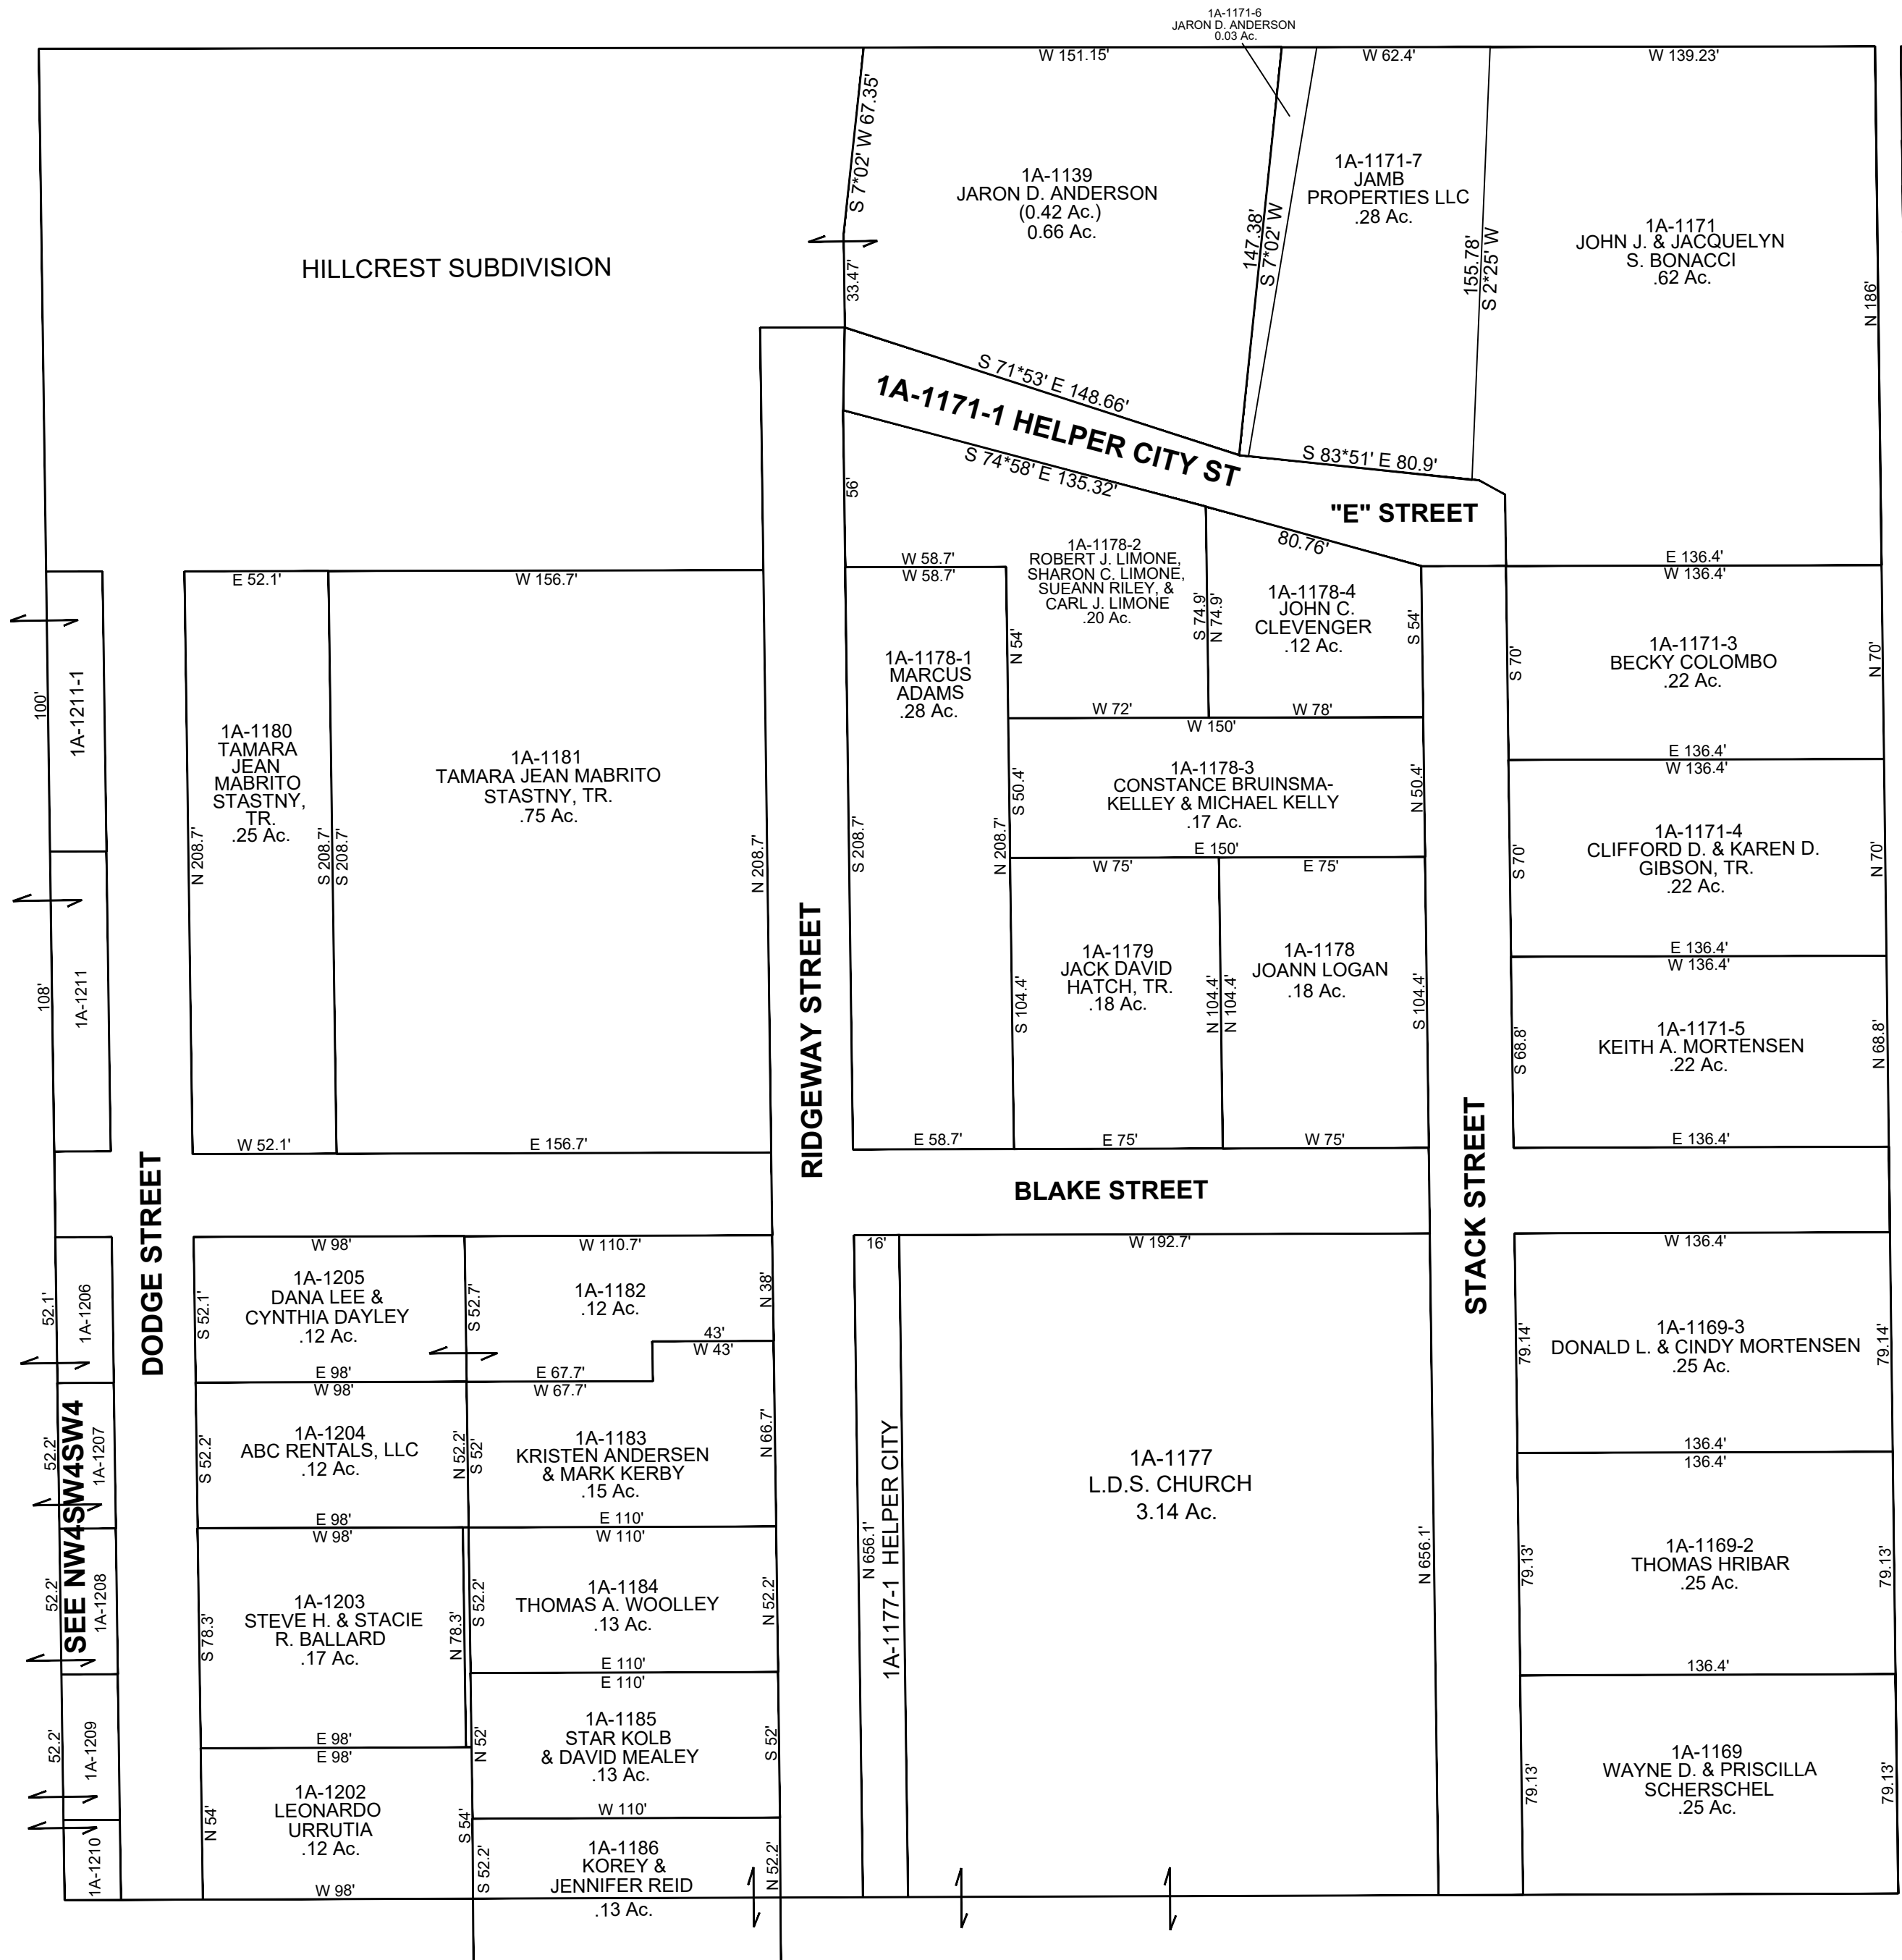 1A-1171-6
JARON D. ANDERSON
0.03 Ac.
W 151.15'
W 62.4'
W 139.23'
S 7*02' W 67.35'
33.47'
HILLCREST SUBDIVISION
1A-1139
JARON D. ANDERSON
(0.42 Ac.)
0.66 Ac.
147.38'
S 7*02' W
1A-1171-7
JAMB
PROPERTIES LLC
.28 Ac.
155.78'
S 2*25' W
1A-1171
JOHN J. & JACQUELYN
S. BONACCI
.62 Ac.
N 186'
E 136.4'
S 71*53' E 148.66'
1A-1171-1 HELPER CITY ST
S 74*58' E 135.32'
S 83*51' E 80.9'
"E" STREET
80.76'
56'
100'
1A-1211-1
108'
1A-1211
E 52.1'
N 208.7'
1A-1180
TAMARA
JEAN
MABRITO
STASTNY,
TR.
.25 Ac.
S 208.7'
W 52.1'
W 156.7'
S 208.7'
1A-1181
TAMARA JEAN MABRITO
STASTNY, TR.
.75 Ac.
N 208.7'
E 156.7'
RIDGEWAY STREET
W 58.7'
W 58.7'
1A-1178-1
MARCUS
ADAMS
.28 Ac.
S 208.7'
N 208.7'
E 58.7'
1A-1178-2
ROBERT J. LIMONE,
SHARON C. LIMONE,
SUEANN RILEY, &
CARL J. LIMONE
.20 Ac.
N 54'
S 74.9'
W 72'
N 74.9'
1A-1178-4
JOHN C.
CLEVENGER
.12 Ac.
S 54'
W 78'
W 150'
S 50.4'
1A-1178-3
CONSTANCE BRUINSMA-
KELLEY & MICHAEL KELLY
.17 Ac.
N 50.4'
E 150'
W 75'
S 104.4'
1A-1179
JACK DAVID
HATCH, TR.
.18 Ac.
N 104.4'
E 75'
E 75'
N 104.4'
1A-1178
JOANN LOGAN
.18 Ac.
S 104.4'
W 75'
W 136.4'
S 70'
1A-1171-3
BECKY COLOMBO
.22 Ac.
N 70'
E 136.4'
W 136.4'
S 70'
1A-1171-4
CLIFFORD D. & KAREN D.
GIBSON, TR.
.22 Ac.
N 70'
E 136.4'
W 136.4'
S 68.8'
1A-1171-5
KEITH A. MORTENSEN
.22 Ac.
N 68.8'
E 136.4'
BLAKE STREET
STACK STREET
DODGE STREET
SEE NW4SW4SW4
52.1'
1A-1206
52.2'
1A-1207
52.2'
1A-1208
52.2'
1A-1209
1A-1210
W 98'
S 52.1'
1A-1205
DANA LEE &
CYNTHIA DAYLEY
.12 Ac.
E 98'
W 110.7'
S 52.7'
1A-1182
.12 Ac.
N 38'
43'
W 43'
E 67.7'
W 98'
S 52.2'
1A-1204
ABC RENTALS, LLC
.12 Ac.
N 52.2'
E 98'
W 67.7'
S 52'
1A-1183
KRISTEN ANDERSEN
& MARK KERBY
.15 Ac.
N 66.7'
E 110'
W 98'
S 78.3'
1A-1203
STEVE H. & STACIE
R. BALLARD
.17 Ac.
N 78.3'
E 98'
W 110'
S 52.2'
1A-1184
THOMAS A. WOOLLEY
.13 Ac.
N 52.2'
E 110'
E 110'
N 52'
1A-1185
STAR KOLB
& DAVID MEALEY
.13 Ac.
S 52'
W 110'
E 98'
N 54'
1A-1202
LEONARDO
URRUTIA
.12 Ac.
S 54'
W 98'
S 52.2'
1A-1186
KOREY &
JENNIFER REID
.13 Ac.
N 52.2'
16'
N 656.1'
1A-1177-1 HELPER CITY
W 192.7'
1A-1177
L.D.S. CHURCH
3.14 Ac.
N 656.1'
W 136.4'
79.14'
1A-1169-3
DONALD L. & CINDY MORTENSEN
.25 Ac.
79.14'
136.4'
136.4'
79.13'
1A-1169-2
THOMAS HRIBAR
.25 Ac.
79.13'
136.4'
79.13'
1A-1169
WAYNE D. & PRISCILLA
SCHERSCHEL
.25 Ac.
79.13'